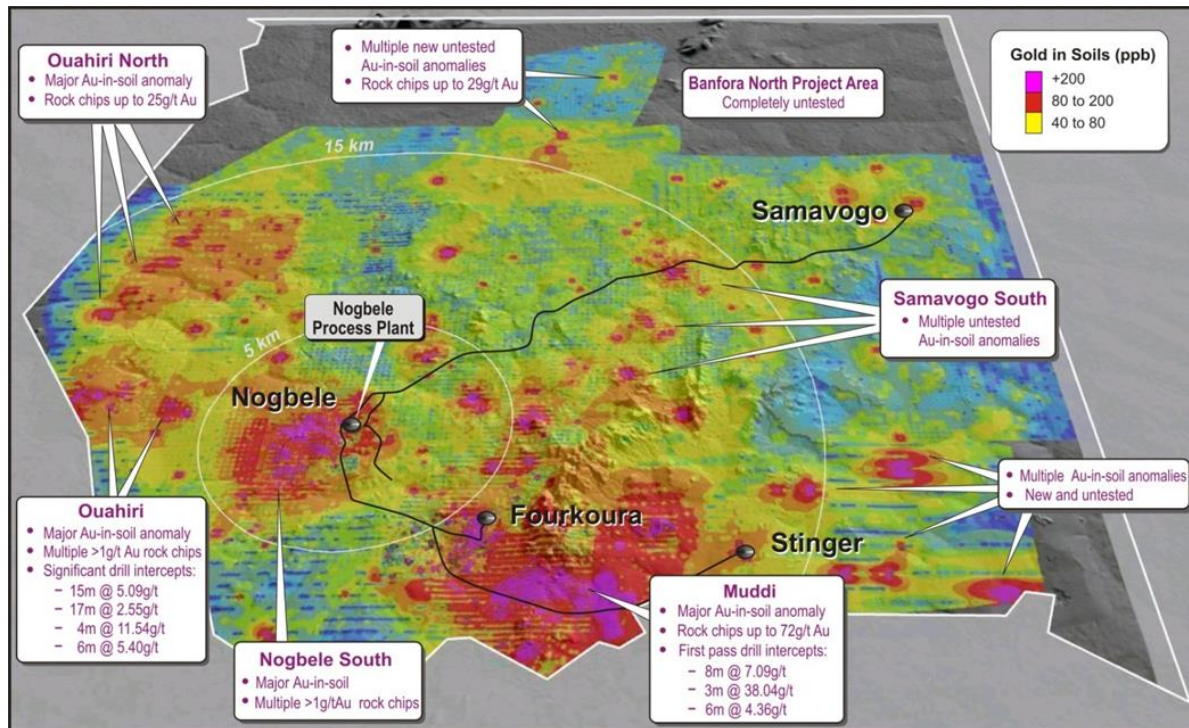 Ouahiri North
• Major Au-in-soil anomaly
• Rock chips up to 25g/t Au
• Multiple new untested
Au-in-soil anomalies
• Rock chips up to 29g/t Au
Banfora North Project Area
Completely untested
Gold in Soils (ppb)
+200
80 to 200
40 to 80
15 km
Samavogo
Samavogo South
• Multiple untested
Au-in-soil anomalies
Nogbele
Process Plant
5 km
Nogbele
• Multiple Au-in-soil anomalies
• New and untested
Fourkoura
Stinger
Ouahiri
• Major Au-in-soil anomaly
• Multiple >1g/t Au rock chips
• Significant drill intercepts:
– 15m @ 5.09g/t
– 17m @ 2.55g/t
– 4m @ 11.54g/t
– 6m @ 5.40g/t
Nogbele South
• Major Au-in-soil
• Multiple >1g/tAu rock chips
Muddi
• Major Au-in-soil anomaly
• Rock chips up to 72g/t Au
• First pass drill intercepts:
– 8m @ 7.09g/t
– 3m @ 38.04g/t
– 6m @ 4.36g/t